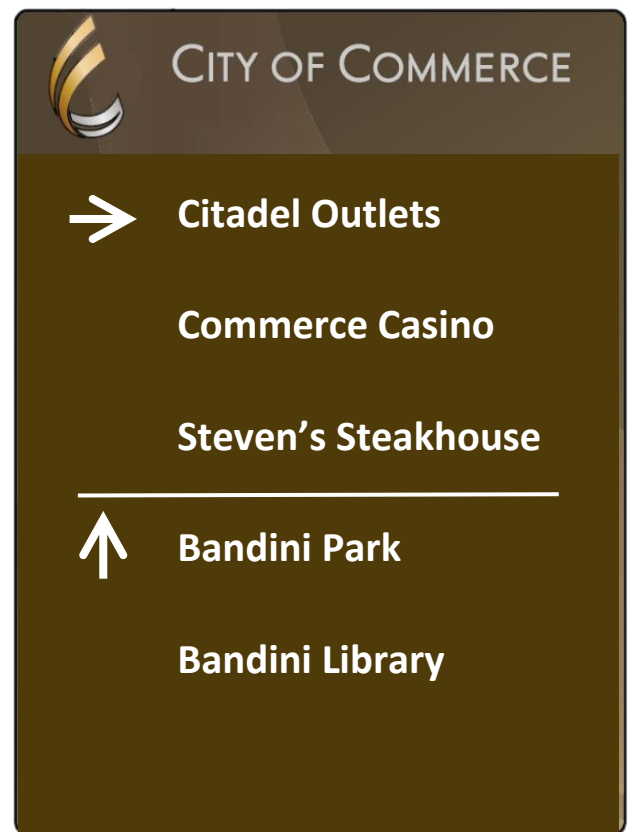 CITY OF COMMERCE
Citadel Outlets
Commerce Casino
Steven’s Steakhouse
Bandini Park
Bandini Library